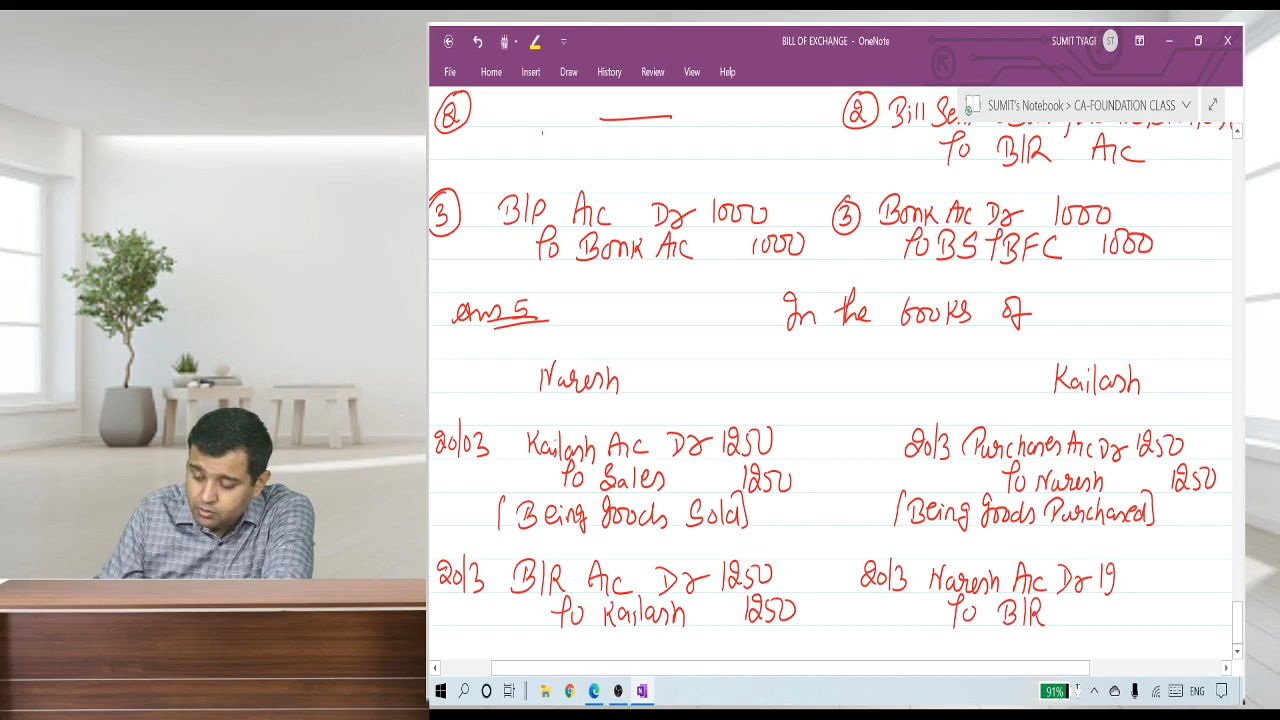 BILL OF EXCHANGE - OneNote
SUMIT TYAGI ST
File Home Insert Draw History Review View Help
SUMIT's Notebook > CA-FOUNDATION CLASS
2
2 Bill
To B/R A/C
3 B/P A/C Dr 1000
To Bank A/C 1000
3 Bank A/C Dr 1000
To BS FBFC 1000
Ans 5 In the books of
Naresh
Kailash
20/03 Kailash A/C Dr 1250
To Sales 1250
(Being Goods Sold)
20/3 Purchases A/C Dr 1250
To Naresh 1250
(Being Goods Purchased)
20/3 B/R A/C Dr 1250
To Kailash 1250
20/3 Naresh A/C Dr 19
To B/R
91% ENG